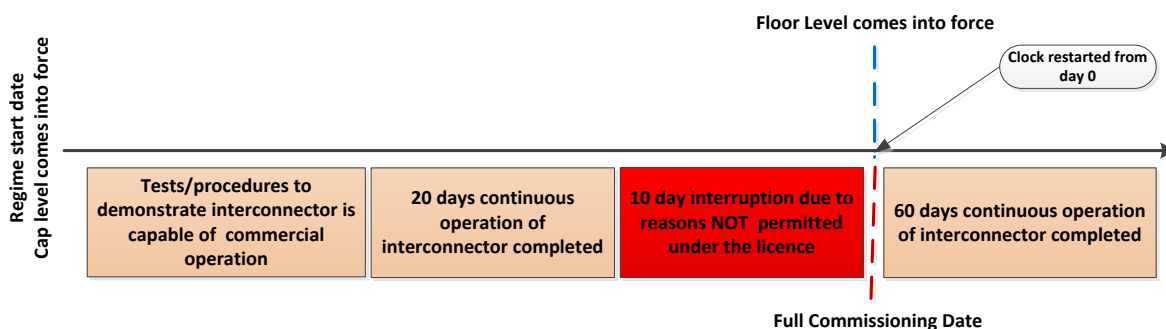 Regime start date
Cap level comes into force
Floor Level comes into force
Clock restarted from
day 0
Tests/procedures to
demonstrate interconnector is
capable of commercial
operation
20 days continuous
operation of
interconnector completed
10 day interruption due to
reasons NOT permitted
under the licence
60 days continuous operation
of interconnector completed
Full Commissioning Date